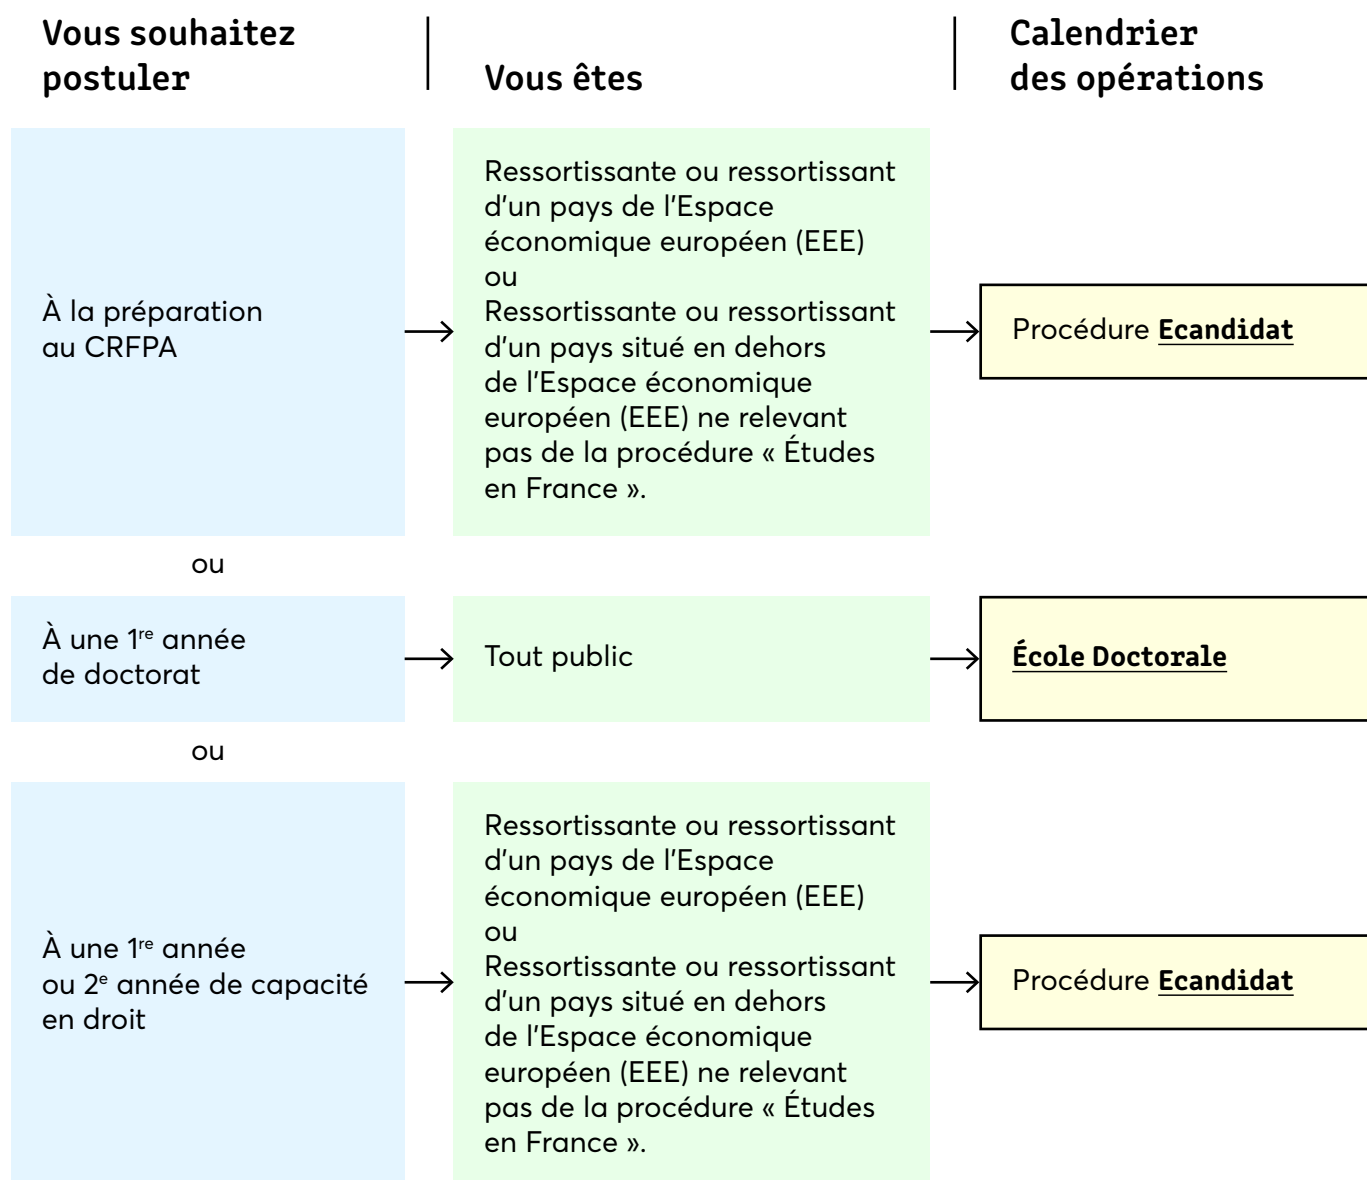 Vous souhaitez
postuler
Vous êtes
Calendrier
des opérations
À la préparation
au CRFPA
Ressortissante ou ressortissant
d'un pays de l'Espace
économique européen (EEE)
ou
Ressortissante ou ressortissant
d'un pays situé en dehors
de l'Espace économique
européen (EEE) ne relevant
pas de la procédure « Études
en France ».
Procédure Ecandidat
ou
À une 1re année
de doctorat
Tout public
École Doctorale
ou
À une 1re année
ou 2e année de capacité
en droit
Ressortissante ou ressortissant
d'un pays de l'Espace
économique européen (EEE)
ou
Ressortissante ou ressortissant
d'un pays situé en dehors
de l'Espace économique
européen (EEE) ne relevant
pas de la procédure « Études
en France ».
Procédure Ecandidat